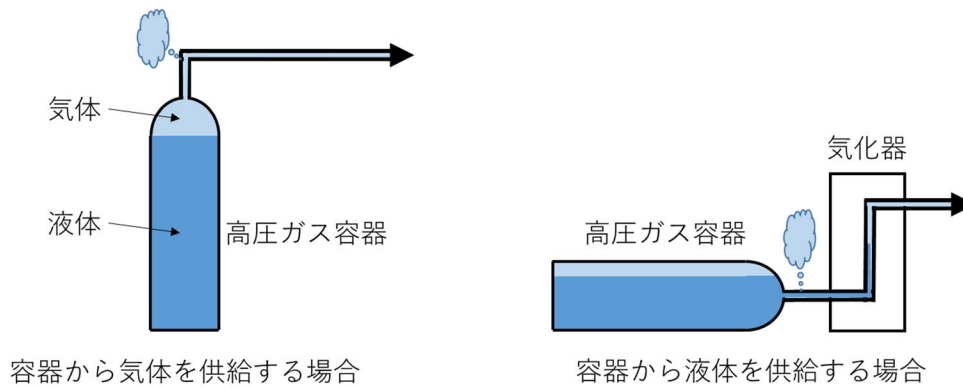 気体
液体
高圧ガス容器
容器から気体を供給する場合
気化器
高圧ガス容器
容器から液体を供給する場合